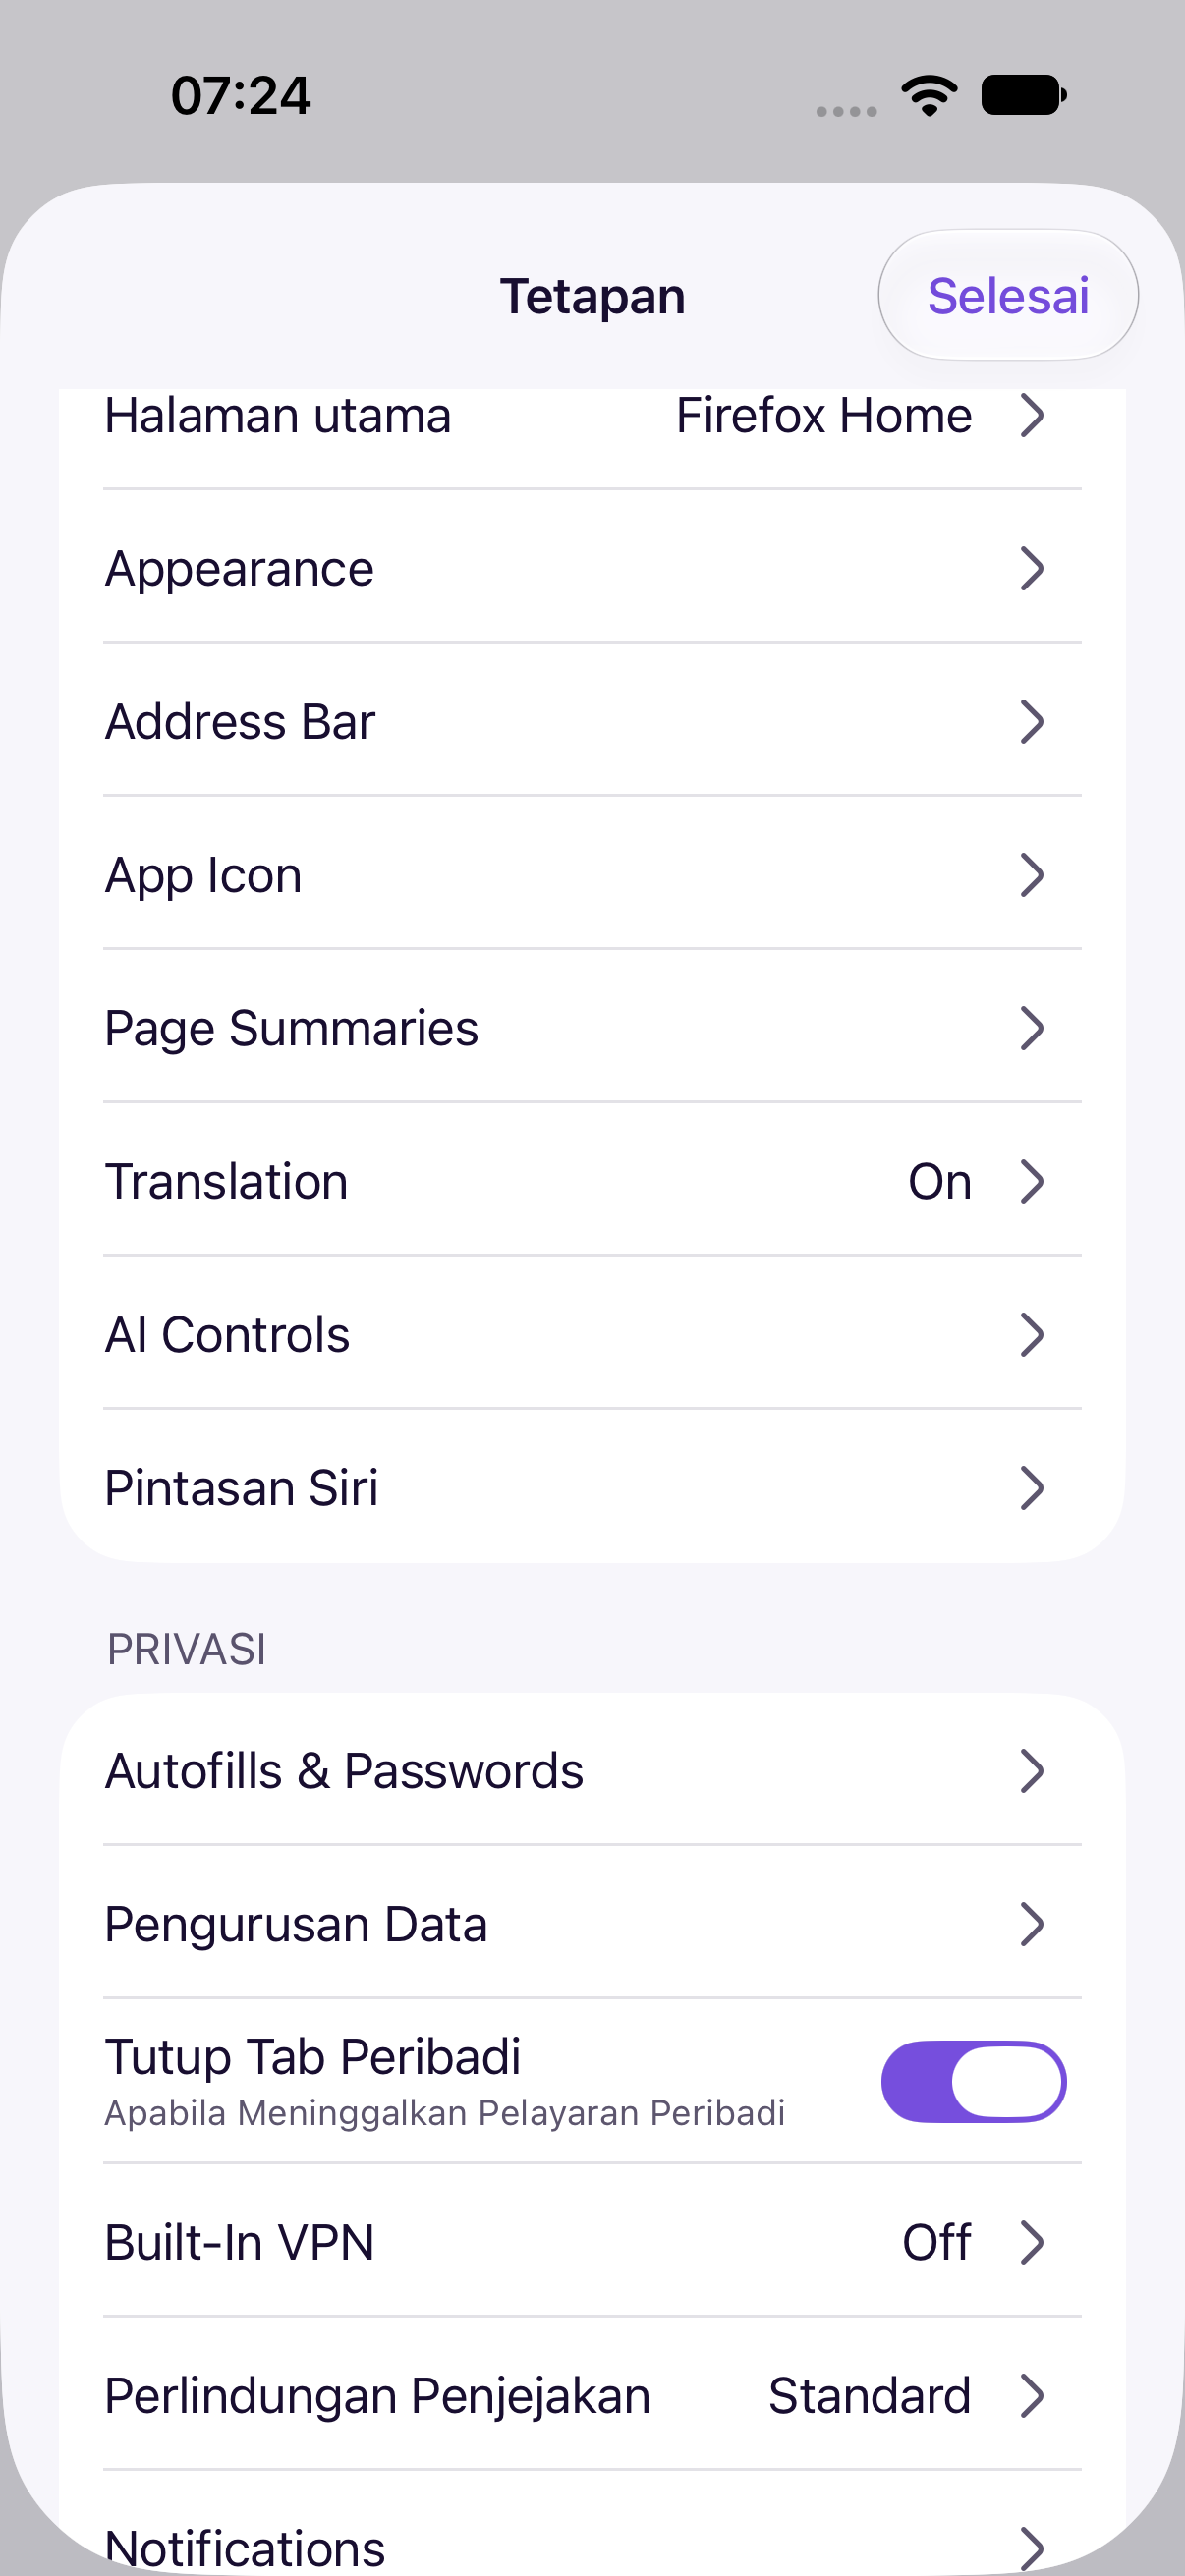 07:24
Tetapan
Selesai
Halaman utama
Firefox Home
Appearance
Address Bar
App Icon
Page Summaries
Translation
On
AI Controls
Pintasan Siri
PRIVASI
Autofills & Passwords
Pengurusan Data
Tutup Tab Peribadi
Apabila Meninggalkan Pelayaran Peribadi
Built-In VPN
Off
Perlindungan Penjejakan
Standard
Notifications